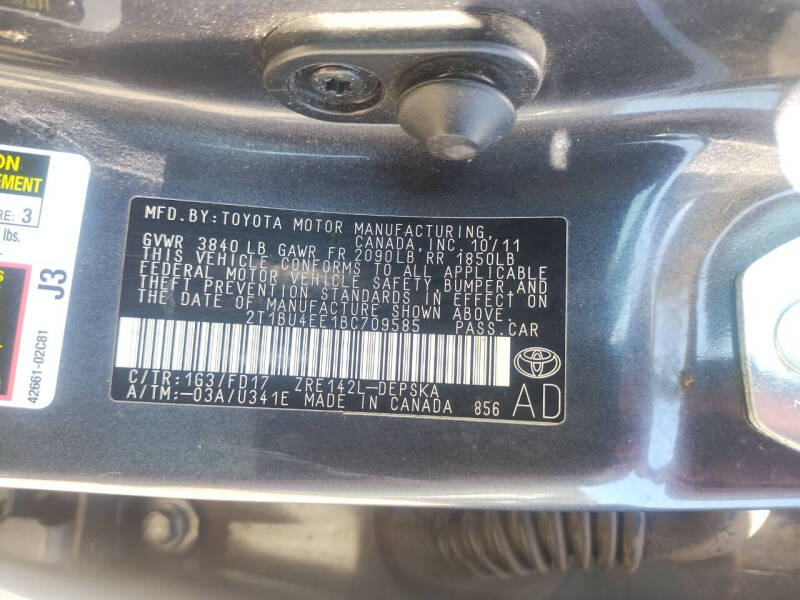 ON
EMENT
RE: 3
lbs.
J3
42661-02C81
MFD. BY: TOYOTA MOTOR MANUFACTURING,
CANADA, INC. 10/11
GVWR 3840 LB GAWR FR 2090LB RR 1850LB
THIS VEHICLE CONFORMS TO ALL APPLICABLE
FEDERAL MOTOR VEHICLE SAFETY, BUMPER, AND
THEFT PREVENTION STANDARDS IN EFFECT ON
THE DATE OF MANUFACTURE SHOWN ABOVE.
2T1BU4EE1BC709585 PASS.CAR
C/TR: 1G3/FD17 ZRE142L-DEPSKA
A/TM: -03A/U341E MADE IN CANADA 856
AD